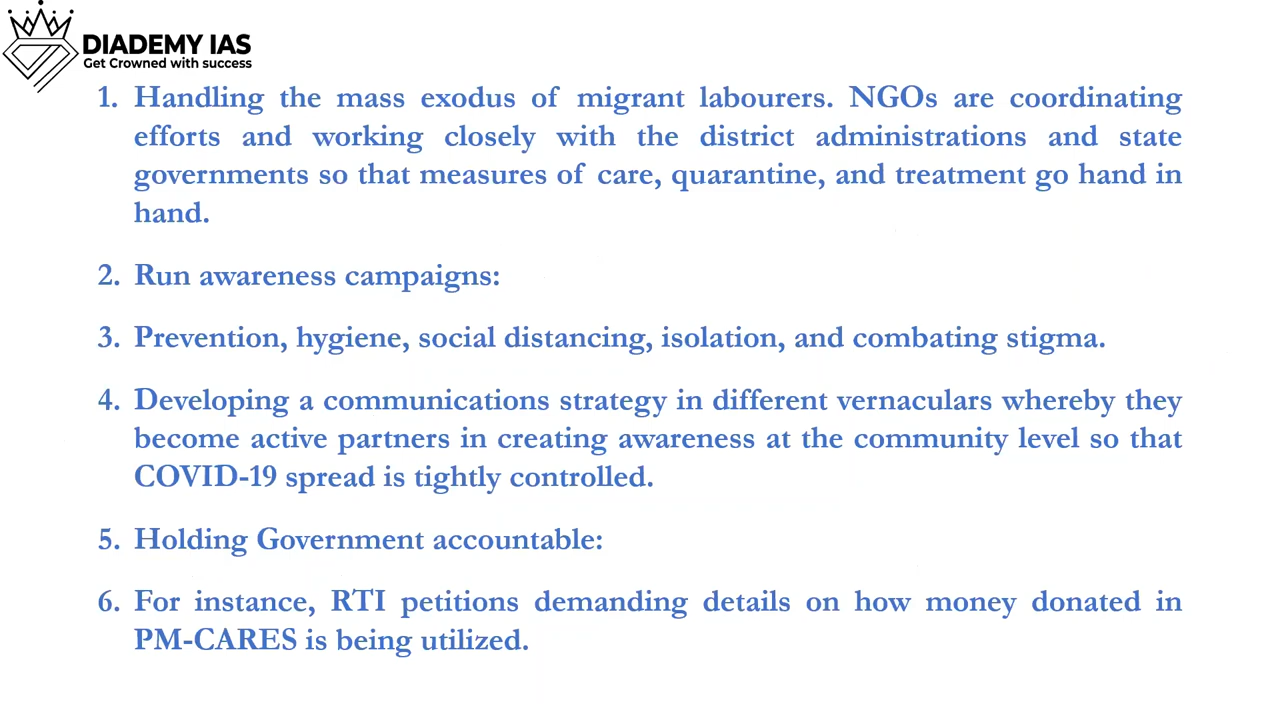 DIADEMY IAS
Get Crowned with success
1. Handling the mass exodus of migrant labourers. NGOs are coordinating
efforts and working closely with the district administrations and state
governments so that measures of care, quarantine, and treatment go hand in
hand.
2. Run awareness campaigns:
3. Prevention, hygiene, social distancing, isolation, and combating stigma.
4. Developing a communications strategy in different vernaculars whereby they
become active partners in creating awareness at the community level so that
COVID-19 spread is tightly controlled.
5. Holding Government accountable:
6. For instance, RTI petitions demanding details on how money donated in
PM-CARES is being utilized.